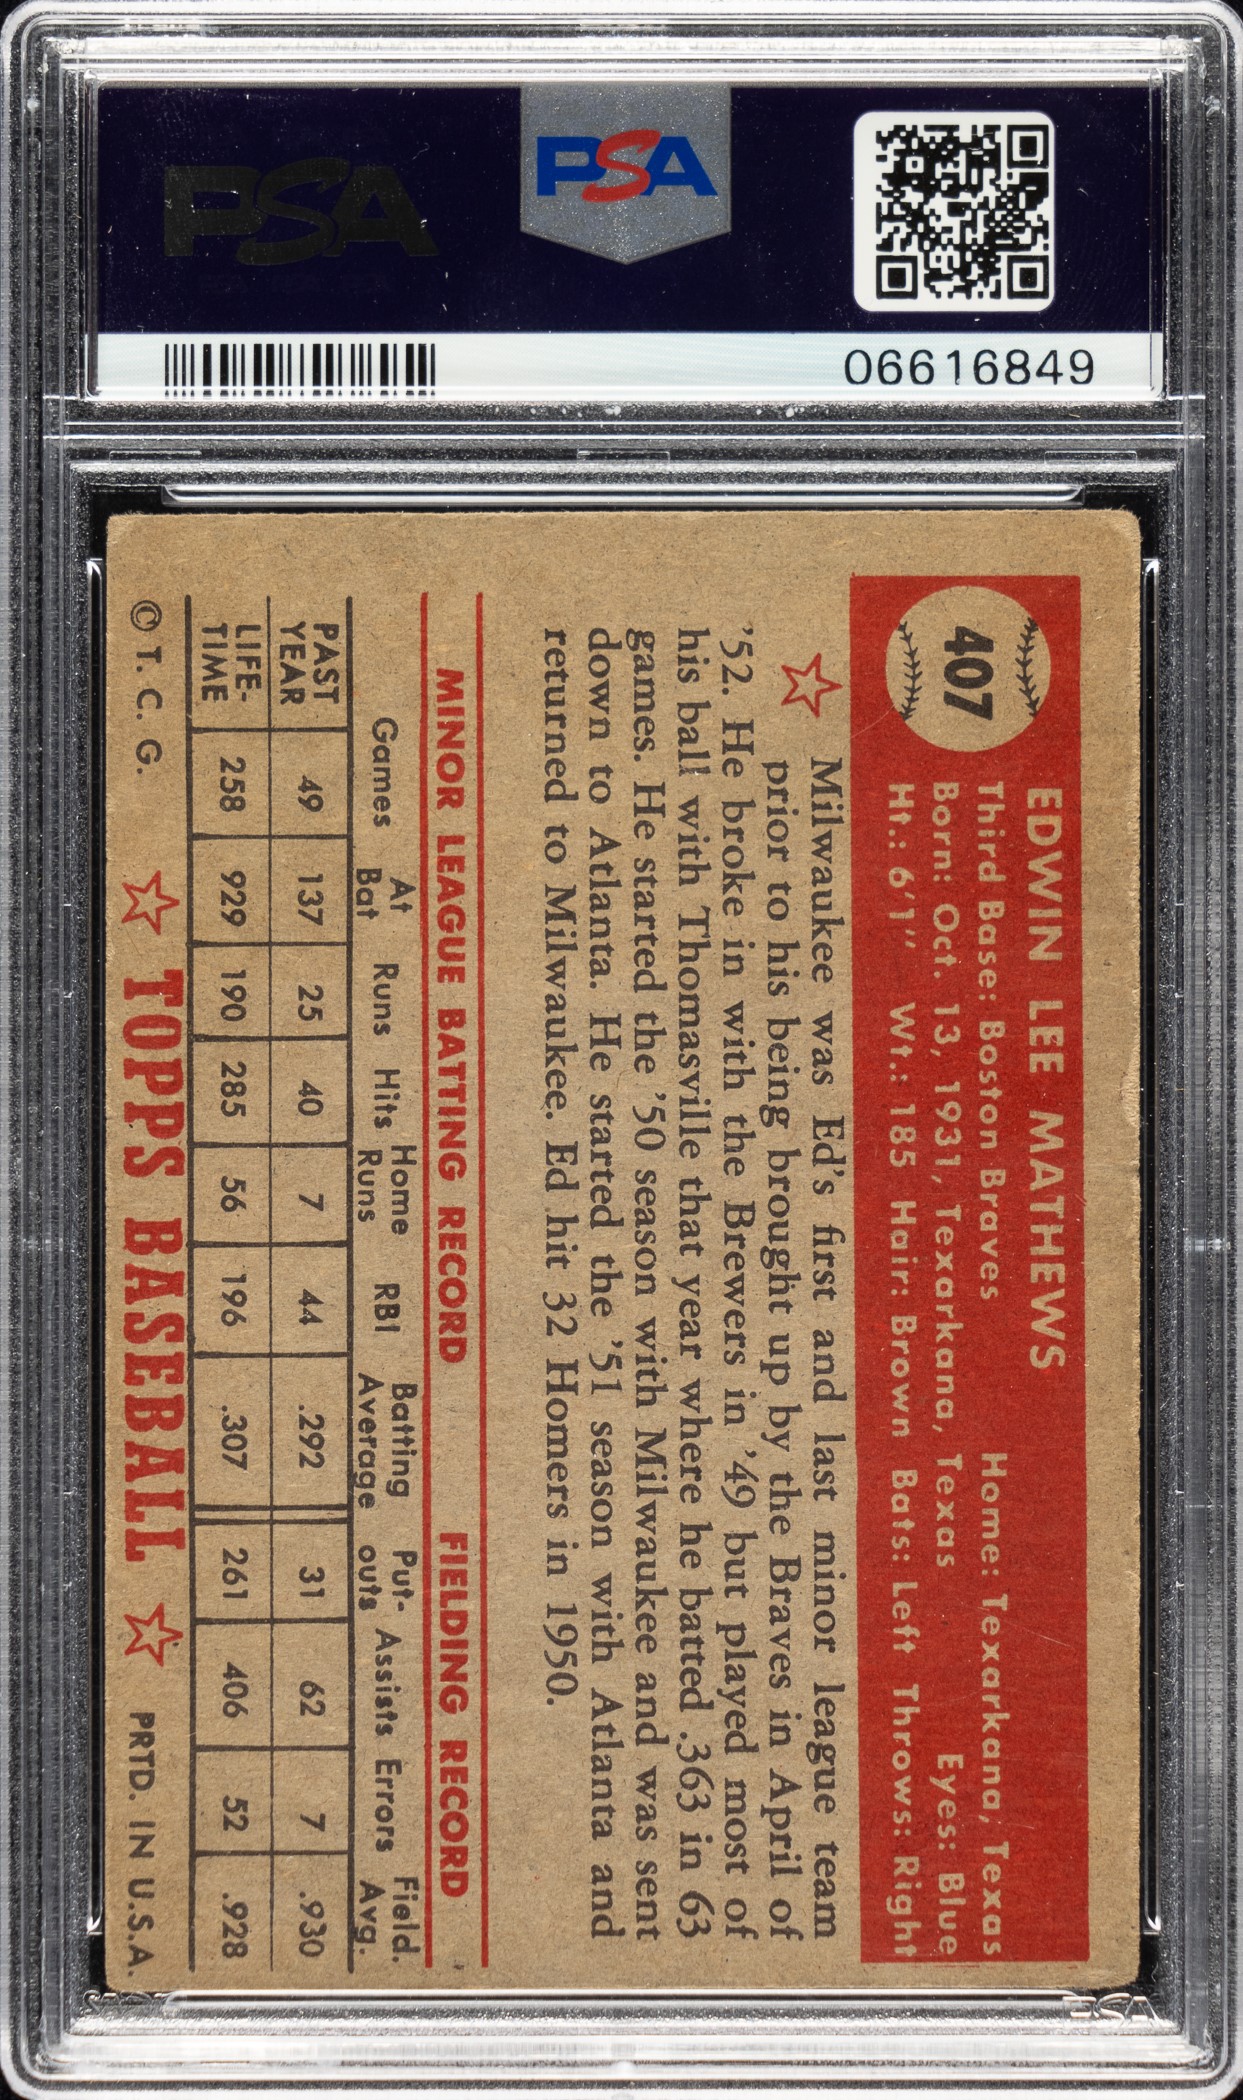 PSA
PSA
06616849
407
EDWIN LEE MATHEWS
Third Base: Boston Braves Home: Texarkana, Texas
Born: Oct. 13, 1931, Texarkana, Texas Eyes: Blue
Ht.: 6'1" Wt.: 185 Hair: Brown Bats: Left Throws: Right
Milwaukee was Ed's first and last minor league team
prior to his being brought up by the Braves in April of
'52. He broke in with the Brewers in '49 but played most of
his ball with Thomasville that year where he batted .363 in 63
games. He started the '50 season with Milwaukee and was sent
down to Atlanta. He started the '51 season with Atlanta and
returned to Milwaukee. Ed hit 32 Homers in 1950.
MINOR LEAGUE BATTING RECORD FIELDING RECORD
Games At Bat Runs Hits Home Runs RBI Batting Average Put-outs Assists Errors Field. Avg.
PAST YEAR 49 137 25 40 7 44 .292 31 62 7 .930
LIFE-TIME 258 929 190 285 56 196 .307 261 406 52 .928
© T. C. G. TOPPS BASEBALL PRTD. IN U.S.A.
PSA